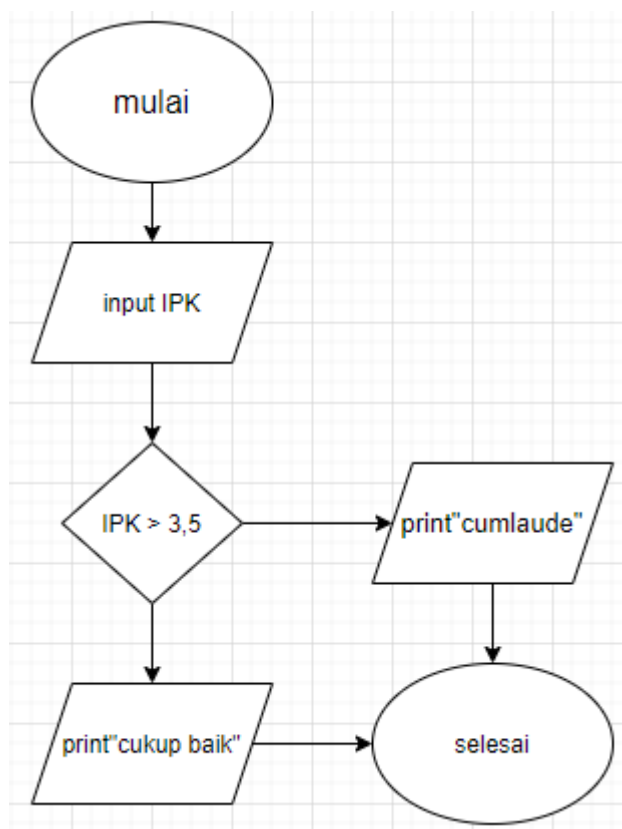 mulai
input IPK
IPK > 3,5
print"cumlaude"
print"cukup baik"
selesai